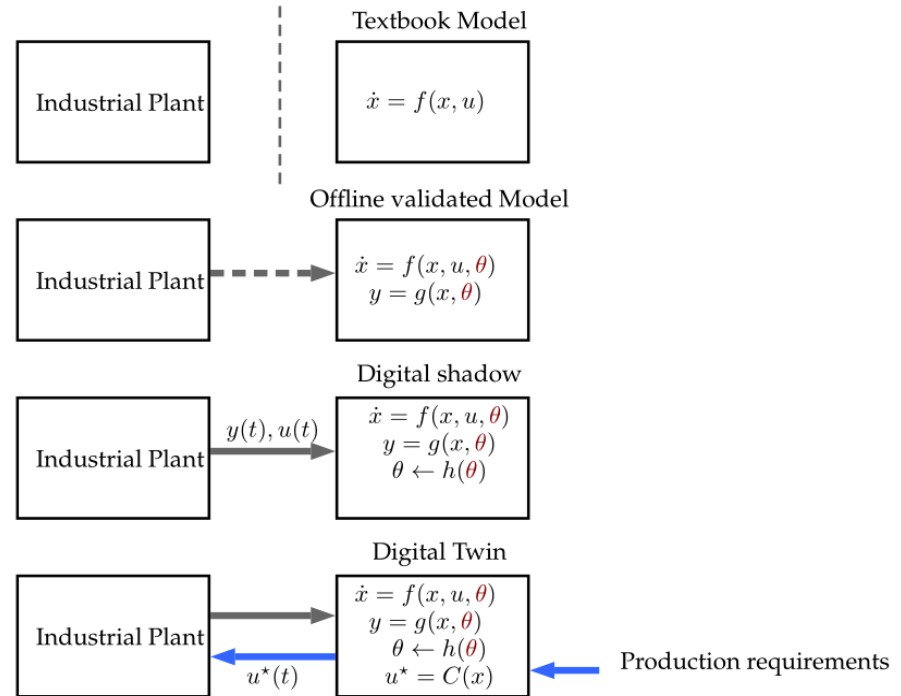 Textbook Model
Industrial Plant
ẋ = f(x, u)
Offline validated Model
Industrial Plant
ẋ = f(x, u, θ)
y = g(x, θ)
Digital shadow
Industrial Plant
y(t), u(t)
ẋ = f(x, u, θ)
y = g(x, θ)
θ ← h(θ)
Digital Twin
Industrial Plant
u⋆(t)
ẋ = f(x, u, θ)
y = g(x, θ)
θ ← h(θ)
u⋆ = C(x)
Production requirements